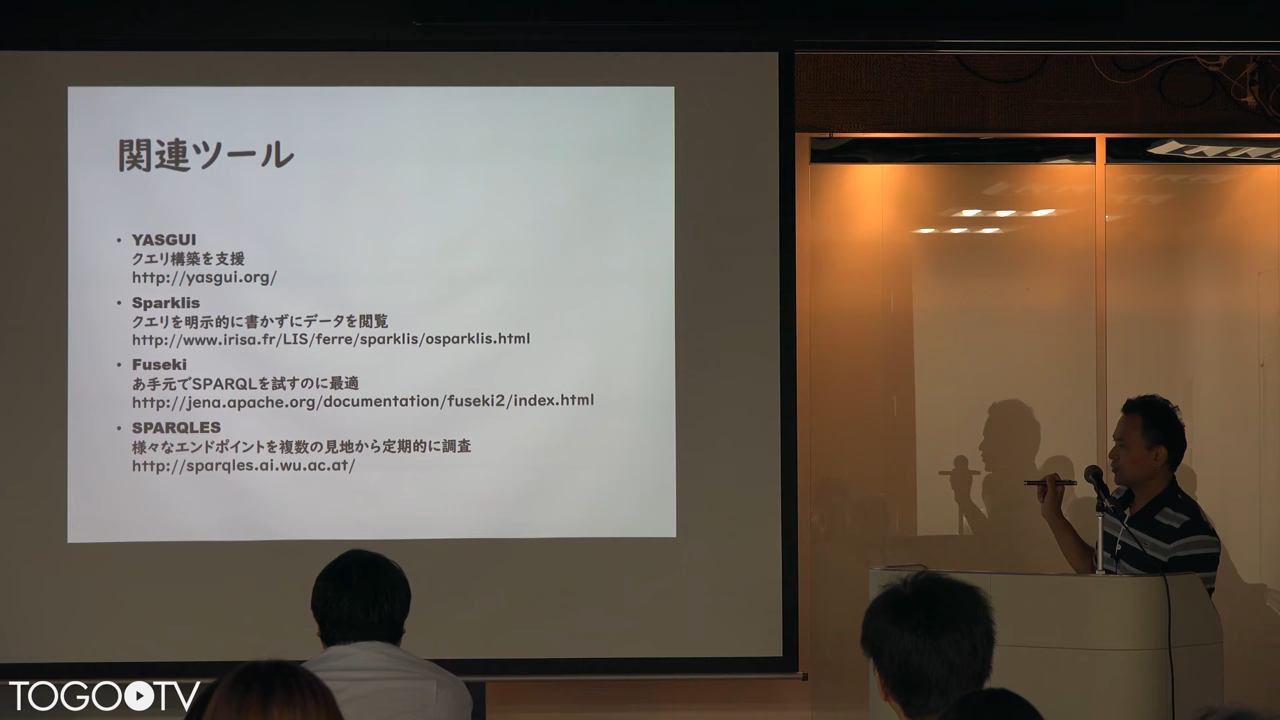 関連ツール
• YASGUI
クエリ構築を支援
http://yasgui.org/
• Sparklis
クエリを明示的に書かずにデータを閲覧
http://www.irisa.fr/LIS/ferre/sparklis/osparklis.html
• Fuseki
お手元でSPARQLを試すのに最適
http://jena.apache.org/documentation/fuseki2/index.html
• SPARQLES
様々なエンドポイントを複数の見地から定期的に調査
http://sparqles.ai.wu.ac.at/
TOGOTV